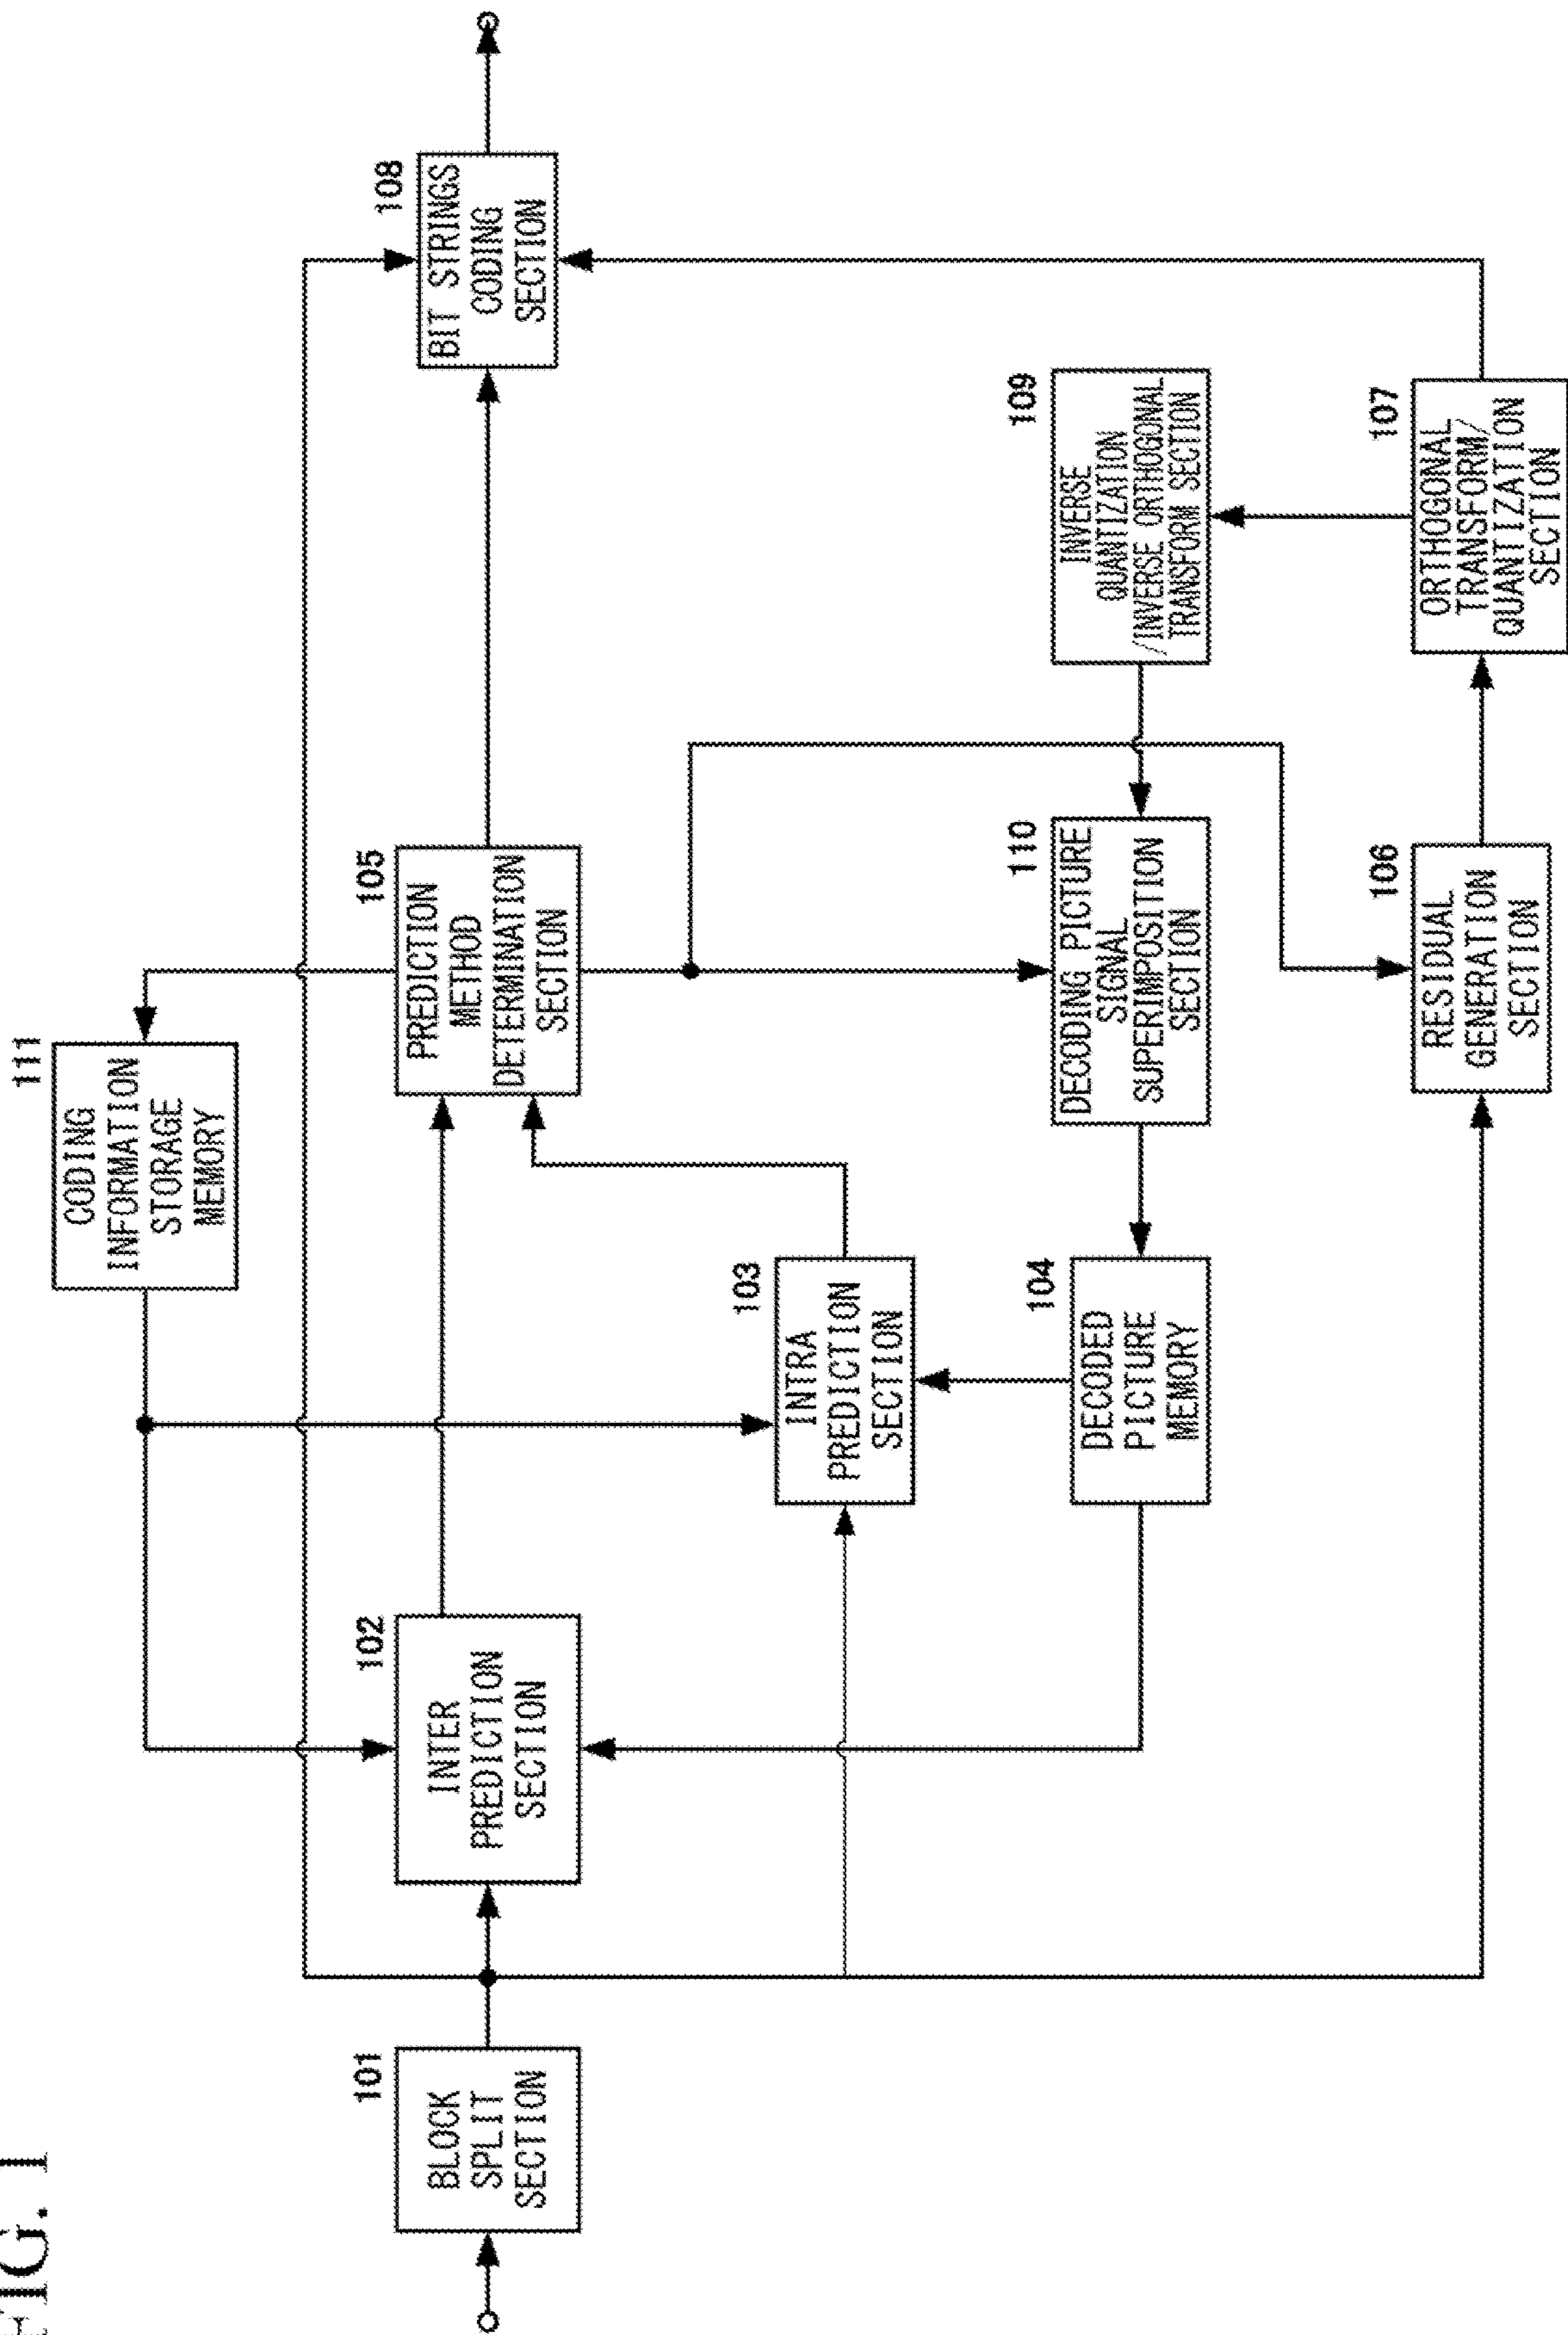 FIG. 1
111
CODING
INFORMATION
STORAGE
MEMORY
101
BLOCK
SPLIT
SECTION
102
INTER
PREDICTION
SECTION
105
PREDICTION
METHOD
DETERMINATION
SECTION
108
BIT STRINGS
CODING
SECTION
103
INTRA
PREDICTION
SECTION
104
DECODED
PICTURE
MEMORY
110
DECODING PICTURE
SIGNAL
SUPERIMPOSITION
SECTION
109
INVERSE
QUANTIZATION
/INVERSE ORTHOGONAL
TRANSFORM SECTION
106
RESIDUAL
GENERATION
SECTION
107
ORTHOGONAL
TRANSFORM/
QUANTIZATION
SECTION